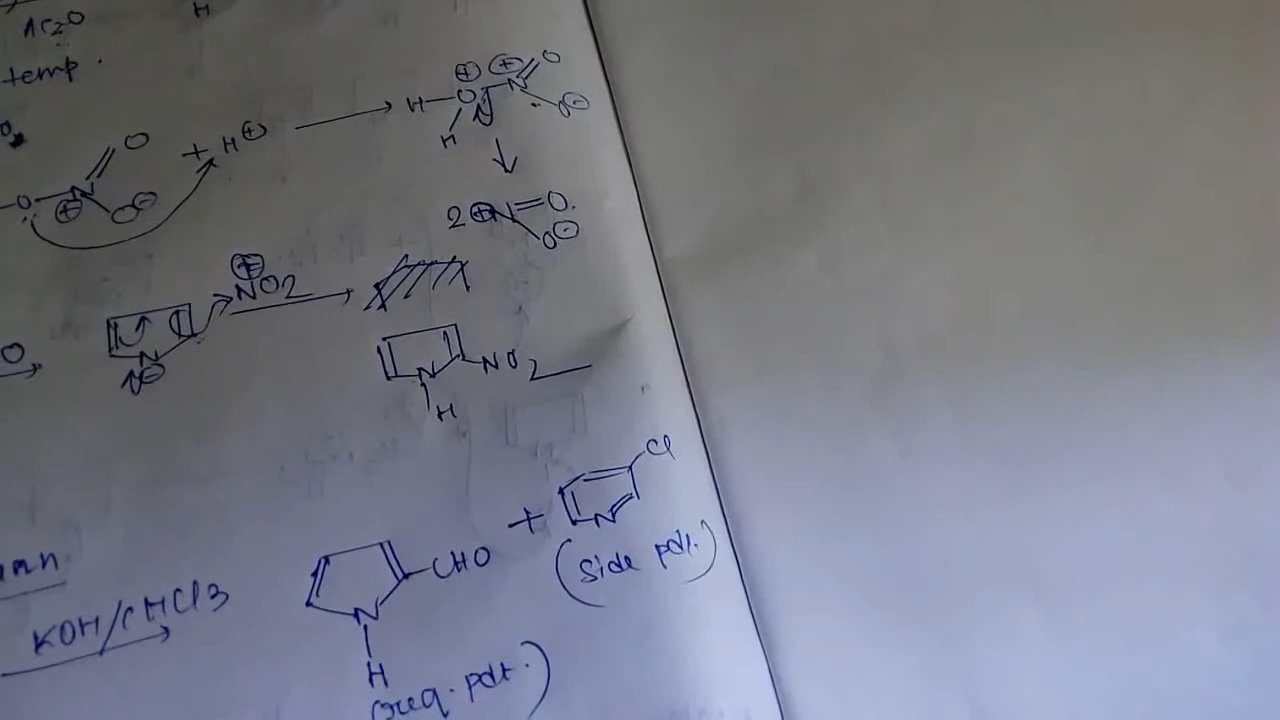 Ac2O
H
temp.
O + H⊕ → H–O⊕–N⊕=O
–O–N⊕ O⊖ H O⊖
2 ⊕N=O
O⊖
⊕NO2
O
N⊖ N NO2
H
Cl
+ N
CHO (side pdt.)
KOH/CHCl3
N
H
(req. pdt.)